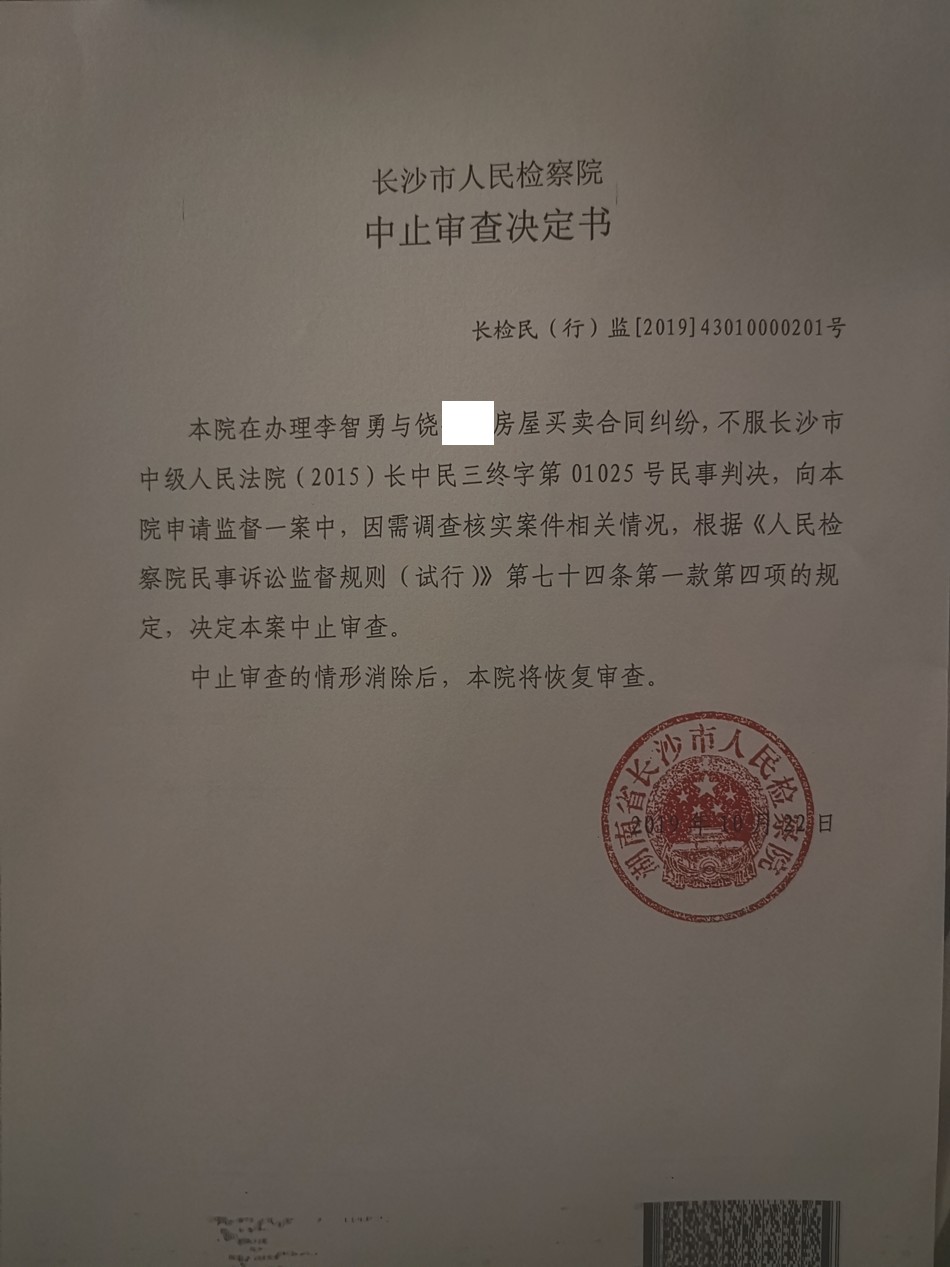 长沙市人民检察院
中止审查决定书
长检民（行）监[2019]43010000201号
本院在办理李智勇与饶 房屋买卖合同纠纷，不服长沙市
中级人民法院（2015）长中民三终字第 01025 号民事判决，向本
院申请监督一案中，因需调查核实案件相关情况，根据《人民检
察院民事诉讼监督规则（试行）》第七十四条第一款第四项的规
定，决定本案中止审查。
中止审查的情形消除后，本院将恢复审查。
湖南省长沙市人民检察院
2019 年 10 月 22 日